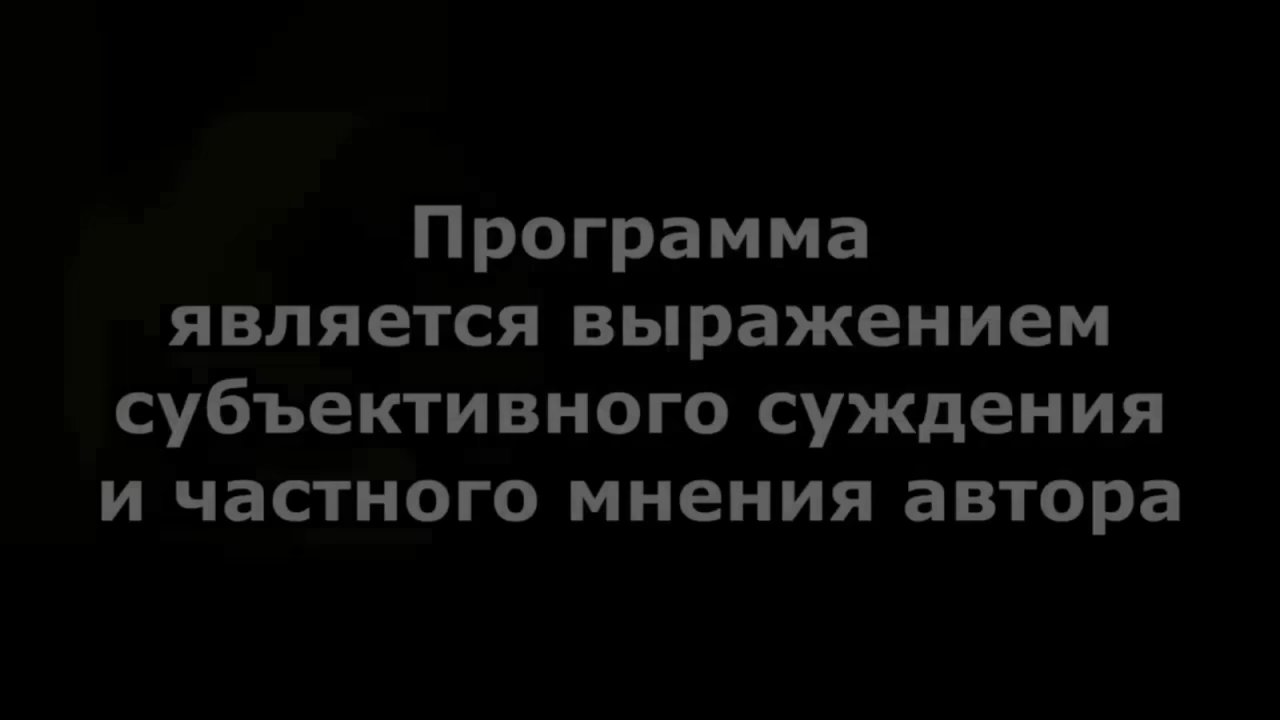 Программа
является выражением
субъективного суждения
и частного мнения автора